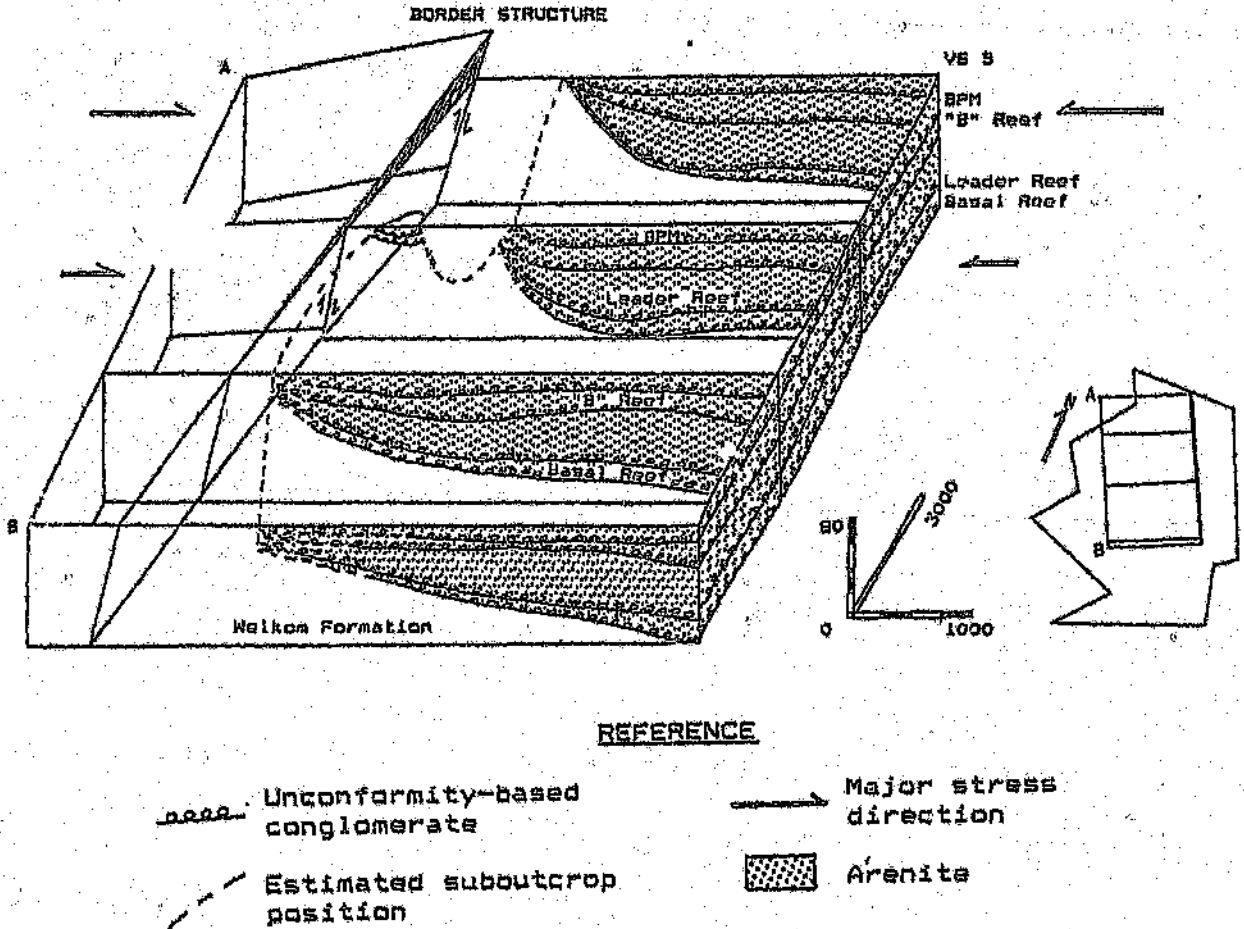 BORDER STRUCTURE
A
VS 5
BPM
"B" Reef
Leader Reef
Basal Reef
BPM
Leader Reef
"B" Reef
Basal Reef
B
Welkom Formation
80
3000
0
1000
N
A
B
REFERENCE
Unconformity-based
conglomerate
Major stress
direction
Estimated suboutcrop
position
Arenite